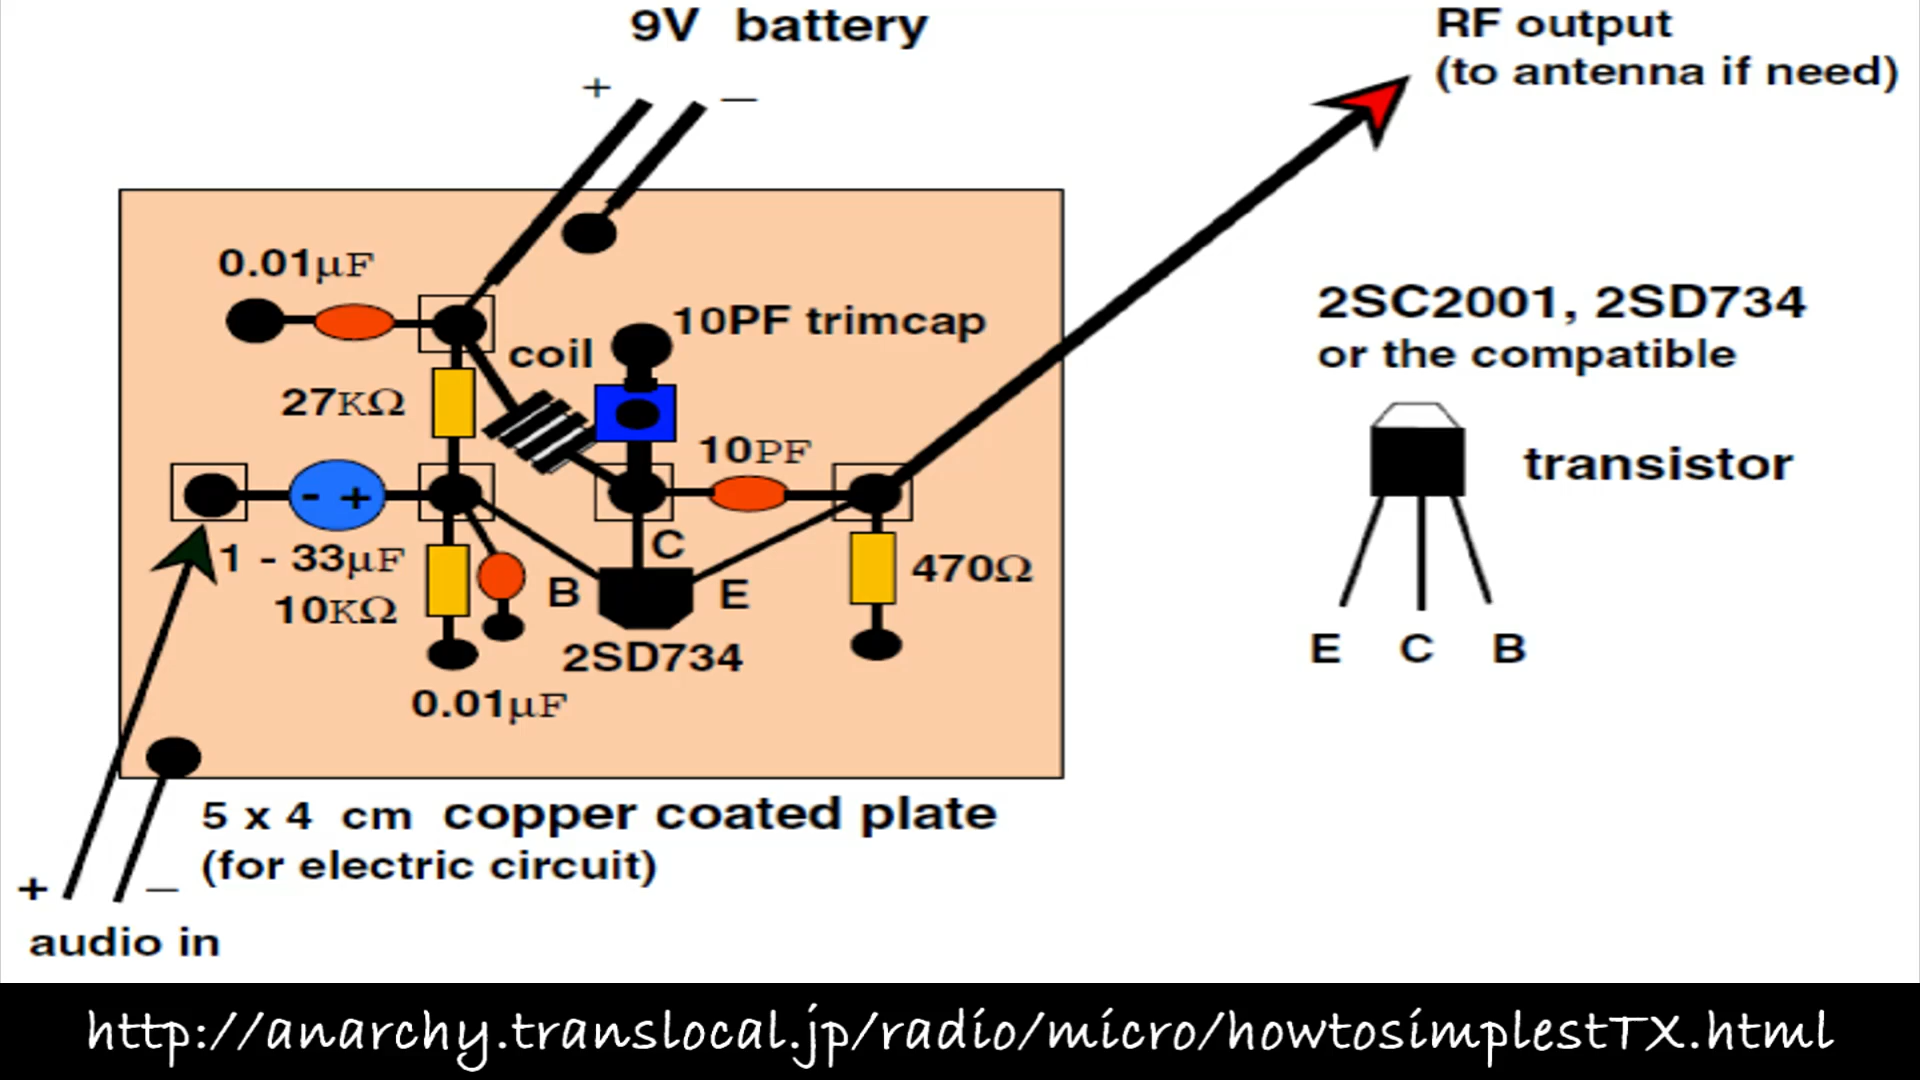 9V battery
+ −
RF output
(to antenna if need)
0.01µF
10PF trimcap
coil
27KΩ
10PF
- +
1 - 33µF
10KΩ
C
B
E
470Ω
2SD734
0.01µF
2SC2001, 2SD734
or the compatible
transistor
E C B
5 x 4 cm copper coated plate
(for electric circuit)
+ −
audio in
http://anarchy.translocal.jp/radio/micro/howtosimplestTX.html